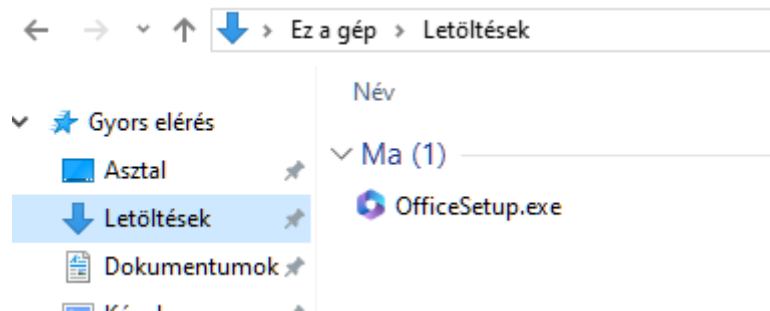 Ez a gép > Letöltések
Név
Gyors elérés
Ma (1)
Asztal
OfficeSetup.exe
Letöltések
Dokumentumok